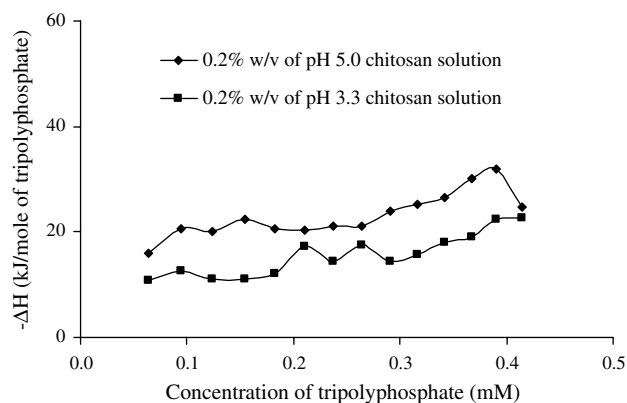 60
0.2% w/v of pH 5.0 chitosan solution
0.2% w/v of pH 3.3 chitosan solution
40
20
0
0.0 0.1 0.2 0.3 0.4 0.5
Concentration of tripolyphosphate (mM)
-ΔH (kJ/mole of tripolyphosphate)